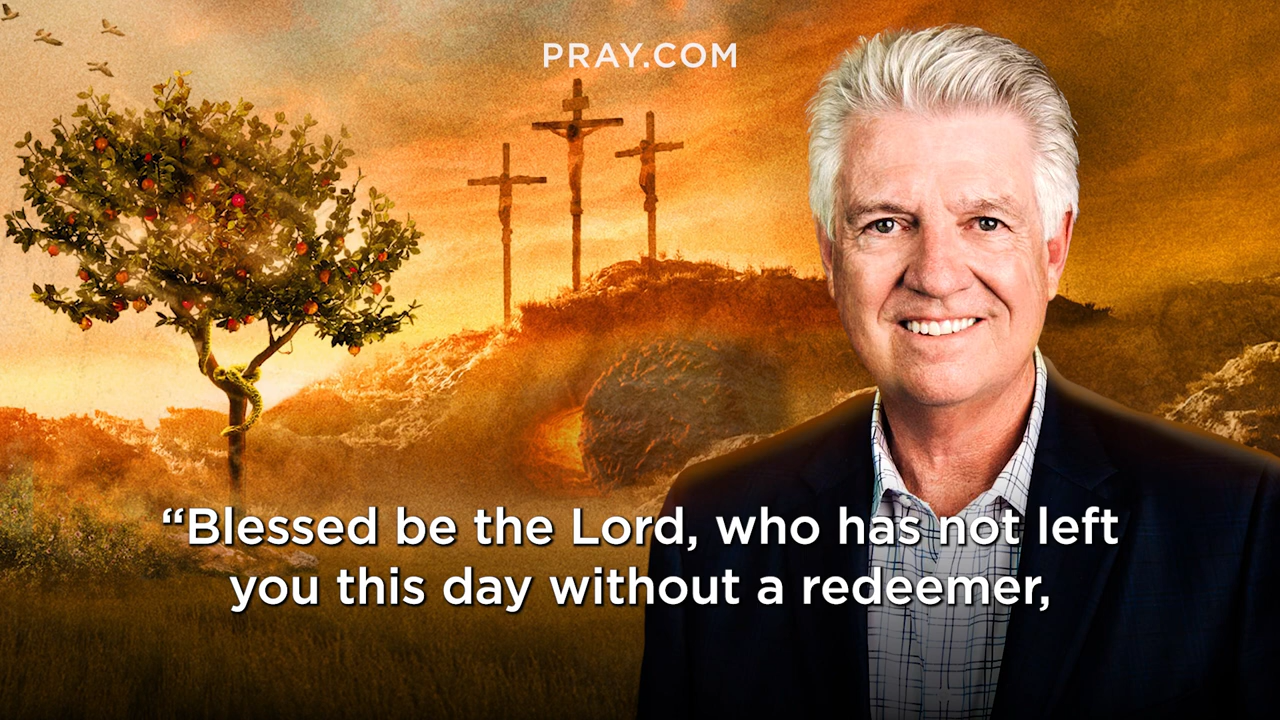 PRAY.COM
“Blessed be the Lord, who has not left
you this day without a redeemer,